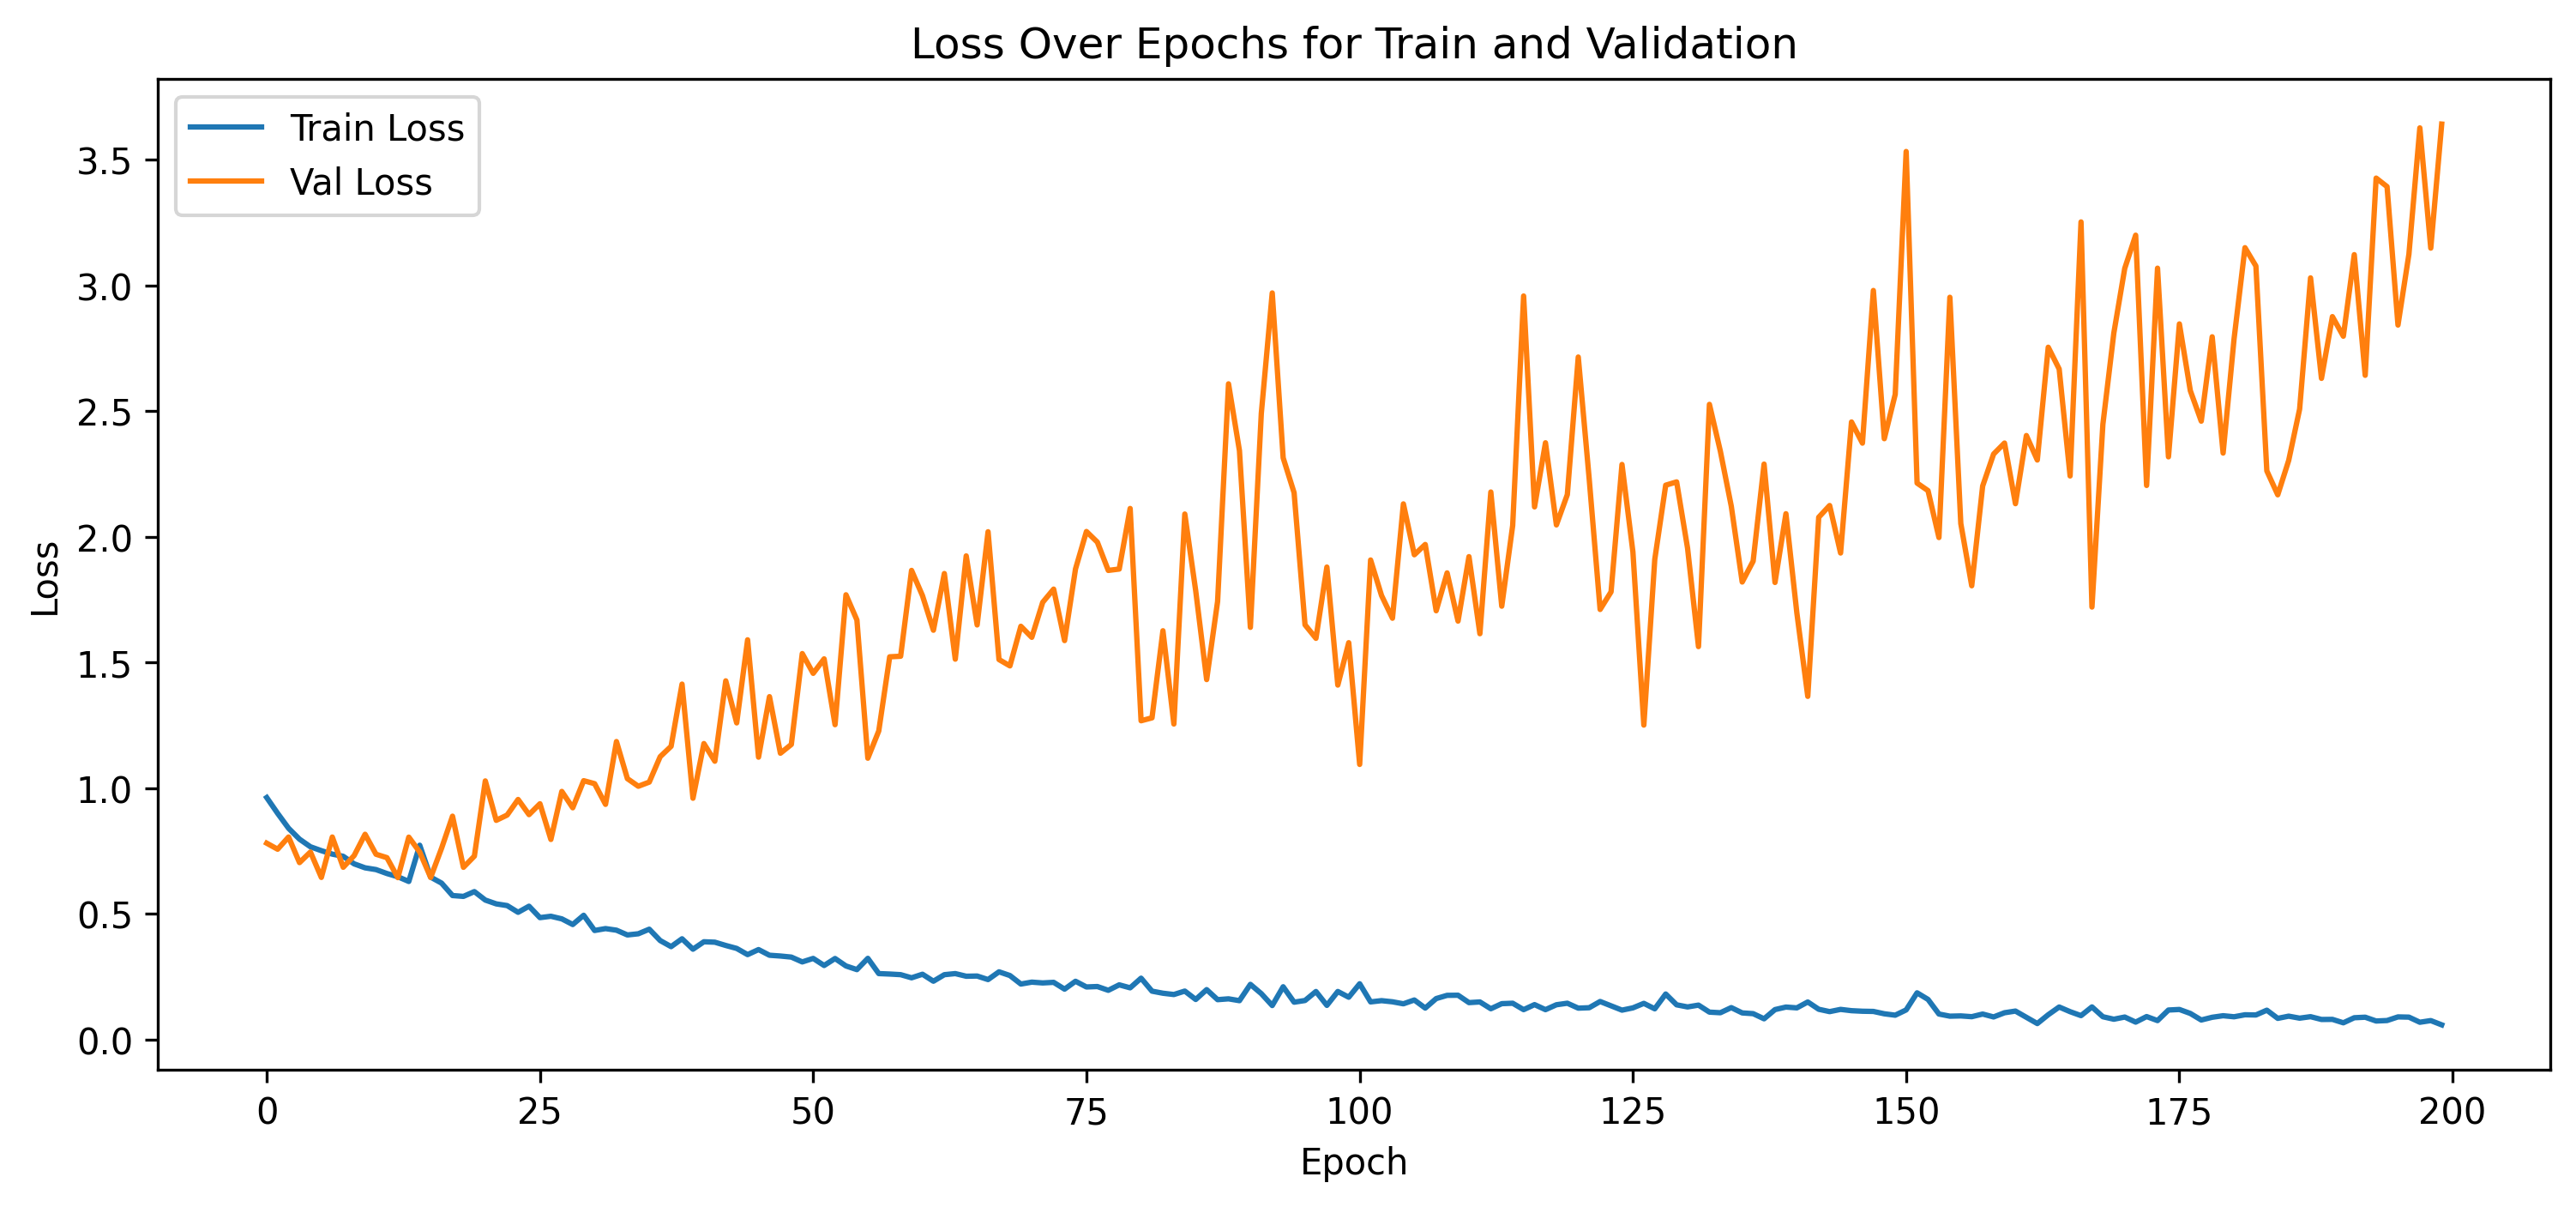 Loss Over Epochs for Train and Validation
Train Loss
Val Loss
3.5
3.0
2.5
2.0
1.5
1.0
0.5
0.0
Loss
0 25 50 75 100 125 150 175 200
Epoch